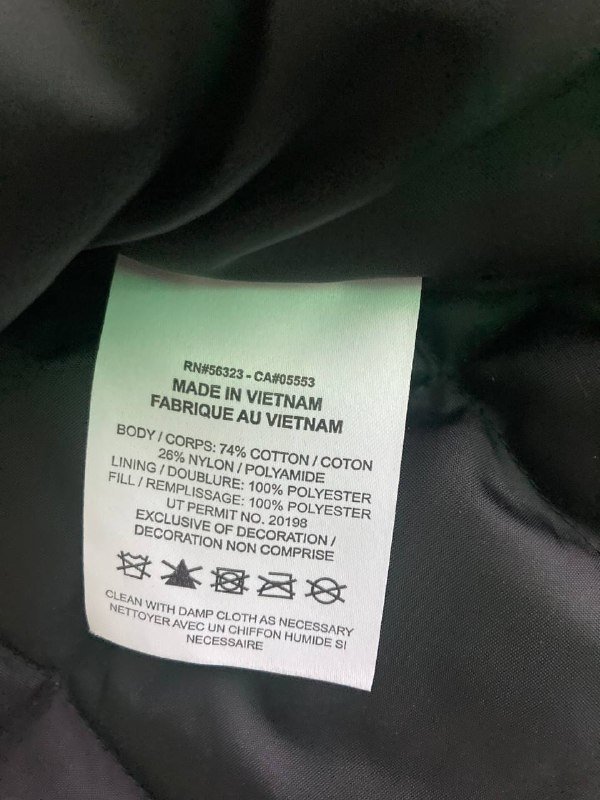 RN#56323 - CA#05553
MADE IN VIETNAM
FABRIQUE AU VIETNAM
BODY / CORPS: 74% COTTON / COTON
26% NYLON / POLYAMIDE
LINING / DOUBLURE: 100% POLYESTER
FILL / REMPLISSAGE: 100% POLYESTER
UT PERMIT NO. 20198
EXCLUSIVE OF DECORATION /
DECORATION NON COMPRISE
CLEAN WITH DAMP CLOTH AS NECESSARY
NETTOYER AVEC UN CHIFFON HUMIDE SI
NECESSAIRE